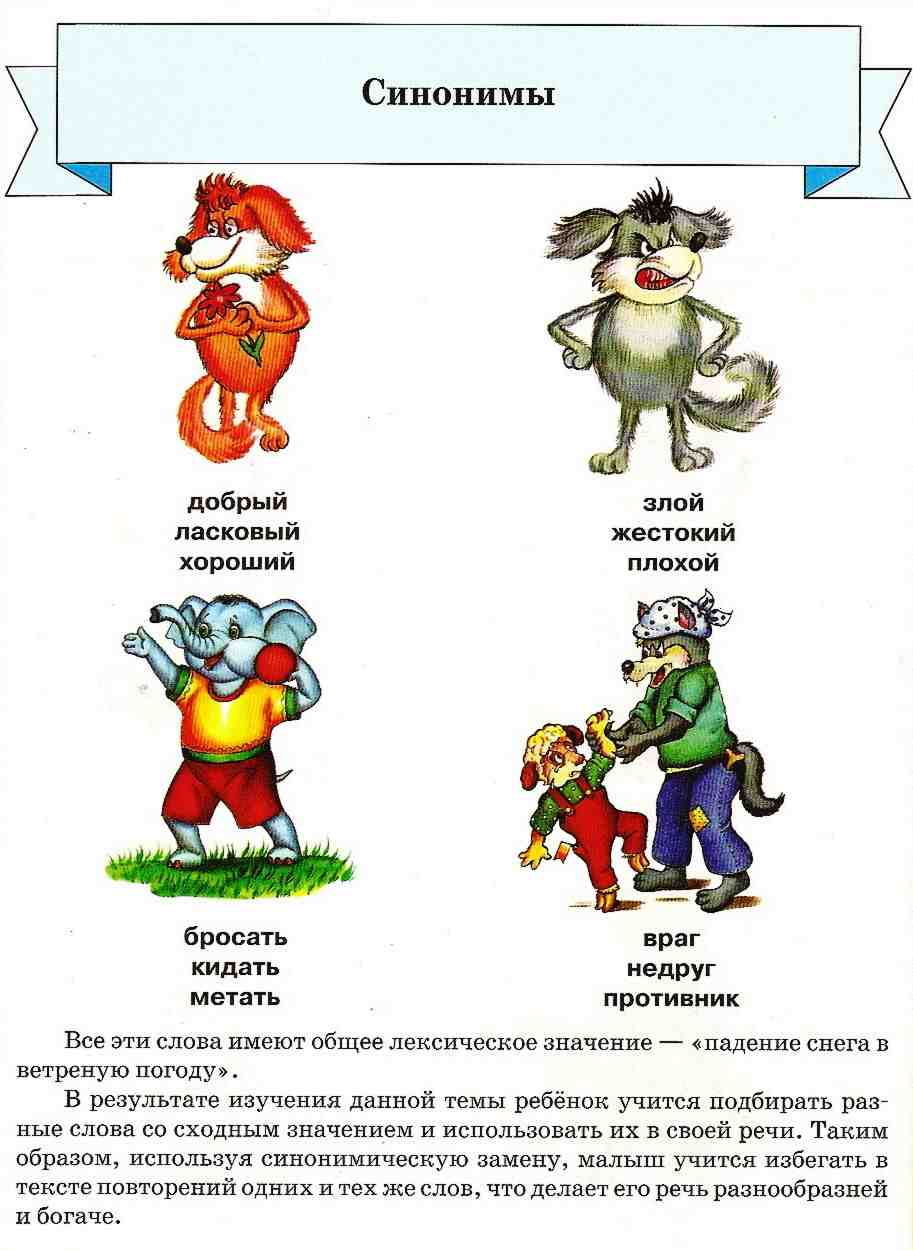 Синонимы
добрый
ласковый
хороший
злой
жестокий
плохой
бросать
кидать
метать
враг
недруг
противник
Все эти слова имеют общее лексическое значение — «падение снега в
ветреную погоду».
В результате изучения данной темы ребёнок учится подбирать раз-
ные слова со сходным значением и использовать их в своей речи. Таким
образом, используя синонимическую замену, малыш учится избегать в
тексте повторений одних и тех же слов, что делает его речь разнообразней
и богаче.